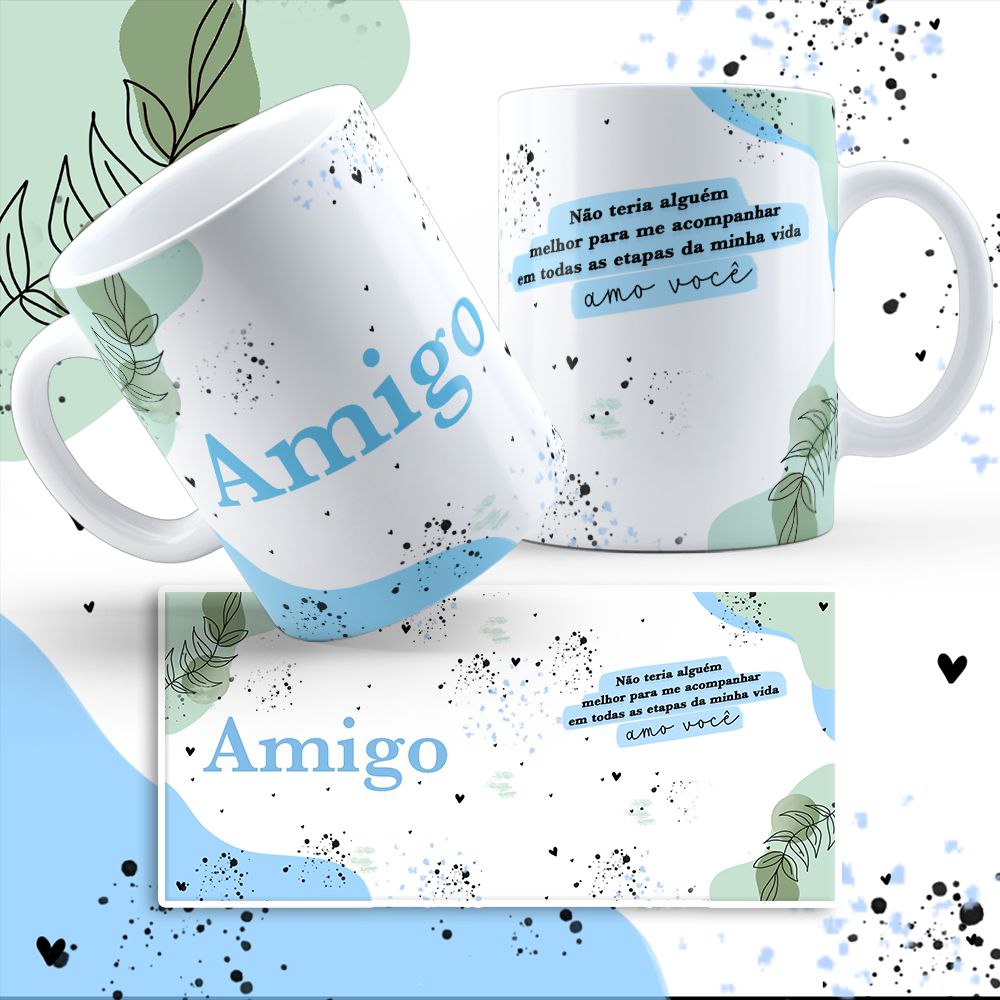 Amigo
Não teria alguém
melhor para me acompanhar
em todas as etapas da minha vida
amo você
Amigo
Não teria alguém
melhor para me acompanhar
em todas as etapas da minha vida
amo você